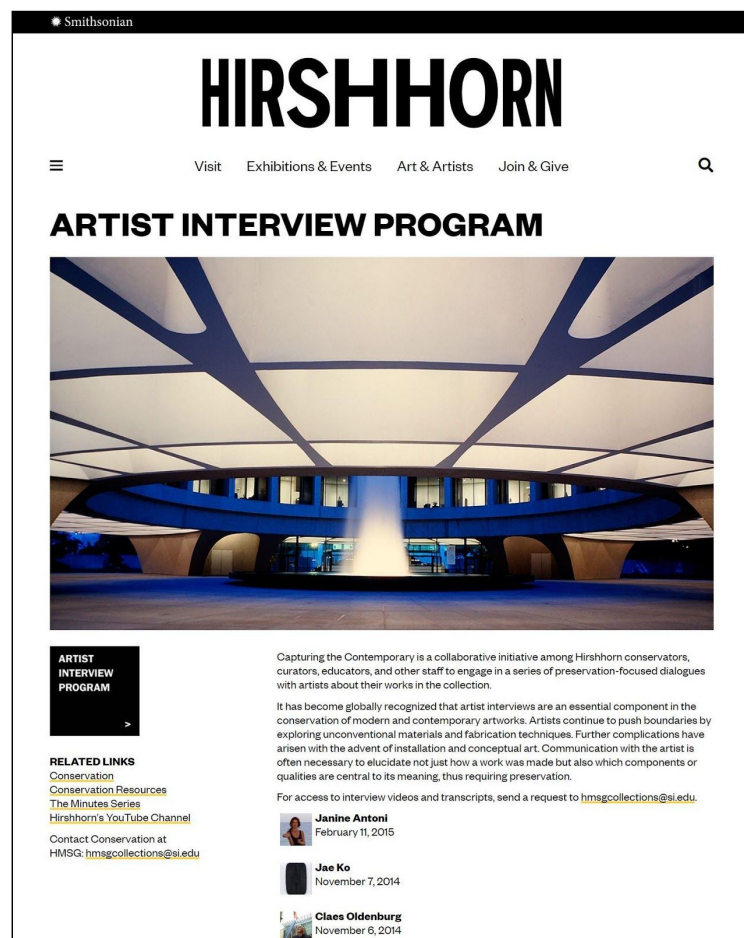 Smithsonian
HIRSHHORN
Visit Exhibitions & Events Art & Artists Join & Give
ARTIST INTERVIEW PROGRAM
ARTIST
INTERVIEW
PROGRAM
>
RELATED LINKS
Conservation
Conservation Resources
The Minutes Series
Hirshhorn's YouTube Channel
Contact Conservation at
HMSG: hmsgcollections@si.edu
Capturing the Contemporary is a collaborative initiative among Hirshhorn conservators,
curators, educators, and other staff to engage in a series of preservation-focused dialogues
with artists about their works in the collection.
It has become globally recognized that artist interviews are an essential component in the
conservation of modern and contemporary artworks. Artists continue to push boundaries by
exploring unconventional materials and fabrication techniques. Further complications have
arisen with the advent of installation and conceptual art. Communication with the artist is
often necessary to elucidate not just how a work was made but also which components or
qualities are central to its meaning, thus requiring preservation.
For access to interview videos and transcripts, send a request to hmsgcollections@si.edu.
Janine Antoni
February 11, 2015
Jae Ko
November 7, 2014
Claes Oldenburg
November 6, 2014